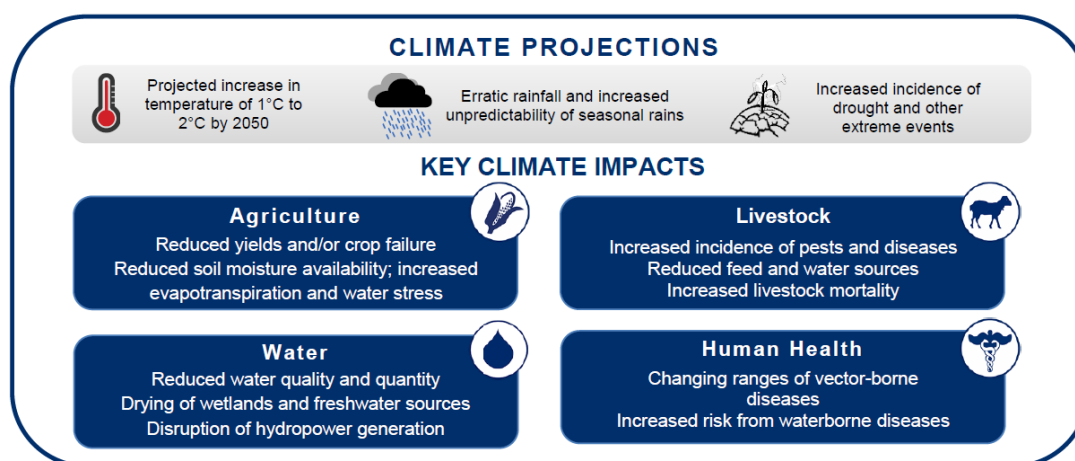 CLIMATE PROJECTIONS
Projected increase in
temperature of 1°C to
2°C by 2050
Erratic rainfall and increased
unpredictability of seasonal rains
Increased incidence of
drought and other
extreme events
KEY CLIMATE IMPACTS
Agriculture
Reduced yields and/or crop failure
Reduced soil moisture availability; increased
evapotranspiration and water stress
Livestock
Increased incidence of pests and diseases
Reduced feed and water sources
Increased livestock mortality
Water
Reduced water quality and quantity
Drying of wetlands and freshwater sources
Disruption of hydropower generation
Human Health
Changing ranges of vector-borne
diseases
Increased risk from waterborne diseases